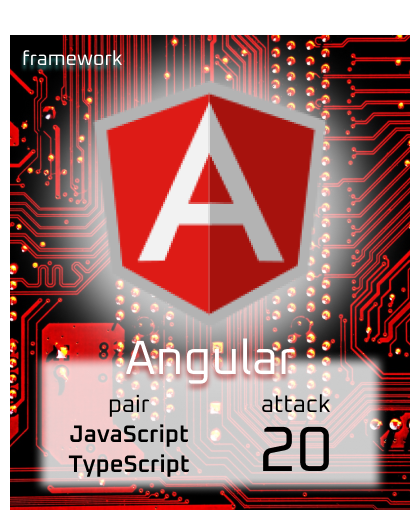 framework
A
Angular
pair
attack
JavaScript
TypeScript
20